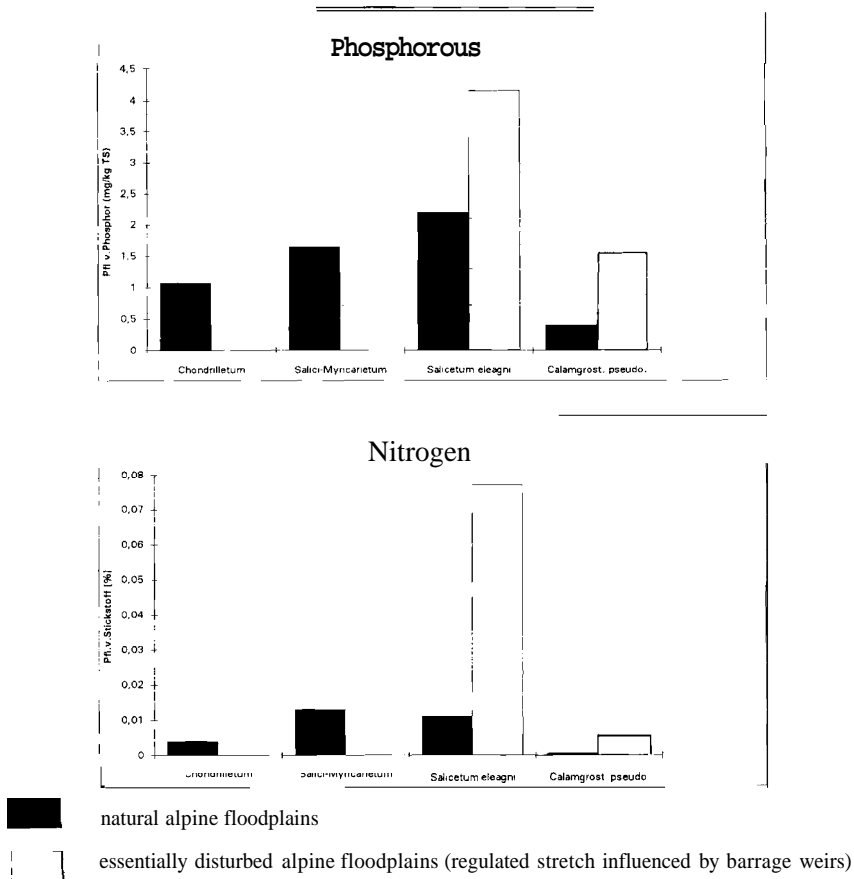 Phosphorous
Pfl v.Phosphor (mg/kg TS)
4,5
4
3,5
3
2,5
2
1,5
1
0,5
0
Chondrilletum Salici-Myricarietum Salicetum eleagni Calamgrost. pseudo.
Nitrogen
Pfl.v.Stickstoff [%]
0,08
0,07
0,06
0,05
0,04
0,03
0,02
0,01
0
Chondrilletum Salici-Myricarietum Salicetum eleagni Calamgrost pseudo
natural alpine floodplains
essentially disturbed alpine floodplains (regulated stretch influenced by barrage weirs)